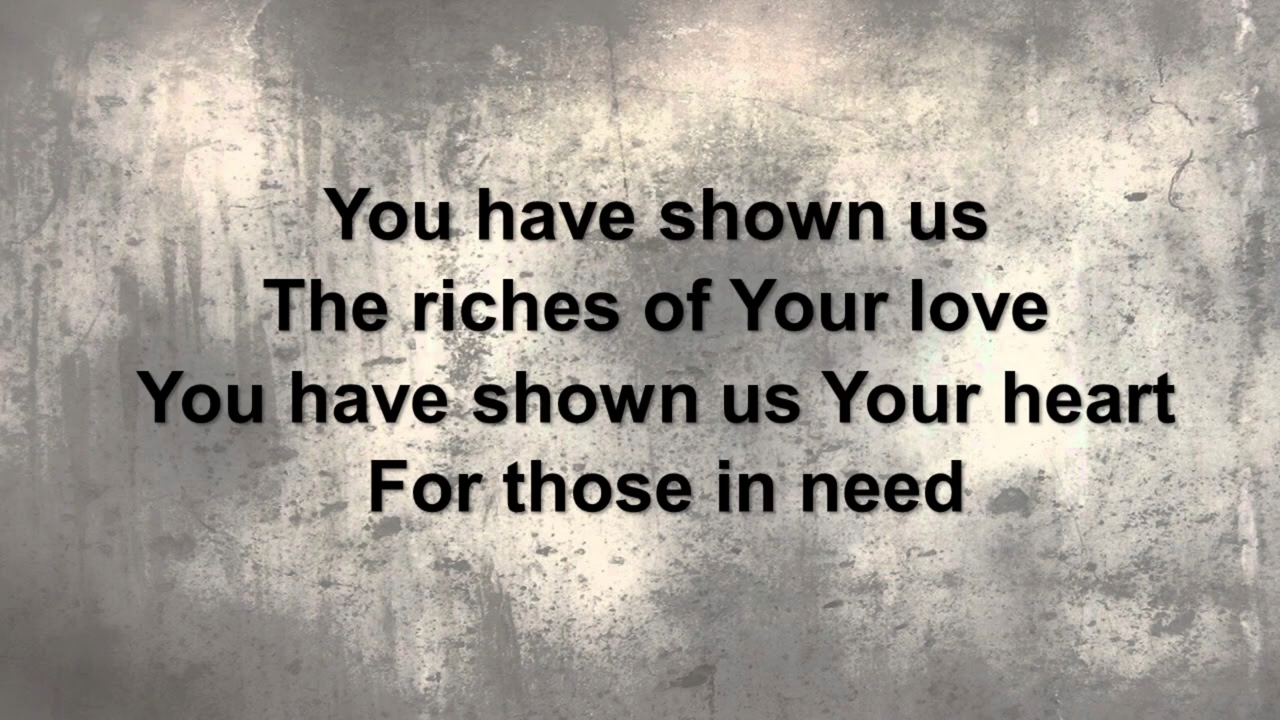 You have shown us
The riches of Your love
You have shown us Your heart
For those in need